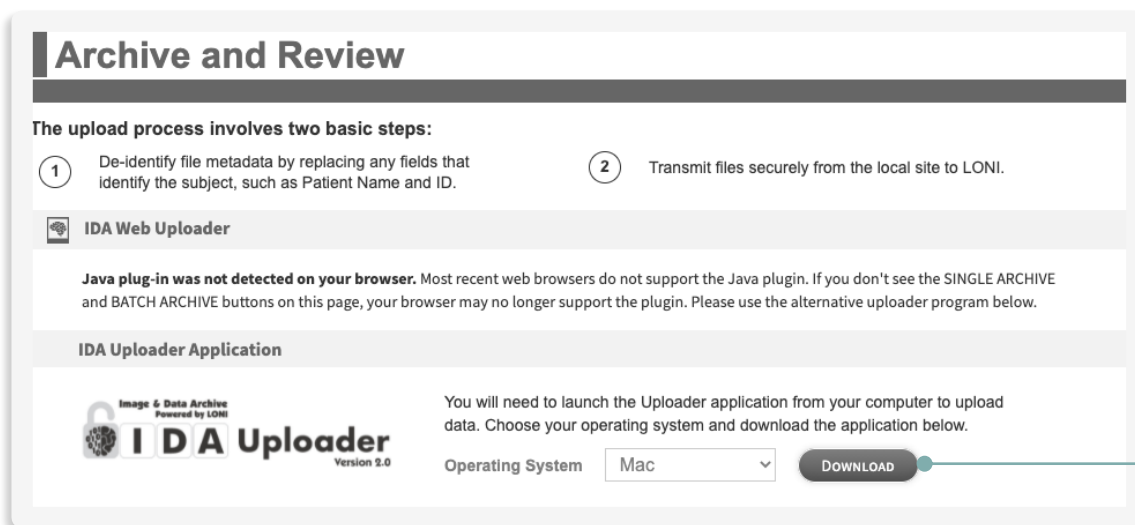 Archive and Review
The upload process involves two basic steps:
1
De-identify file metadata by replacing any fields that
identify the subject, such as Patient Name and ID.
2
Transmit files securely from the local site to LONI.
IDA Web Uploader
Java plug-in was not detected on your browser. Most recent web browsers do not support the Java plugin. If you don't see the SINGLE ARCHIVE
and BATCH ARCHIVE buttons on this page, your browser may no longer support the plugin. Please use the alternative uploader program below.
IDA Uploader Application
Image & Data Archive
Powered by LONI
IDA Uploader
Version 2.0
You will need to launch the Uploader application from your computer to upload
data. Choose your operating system and download the application below.
Operating System Mac DOWNLOAD